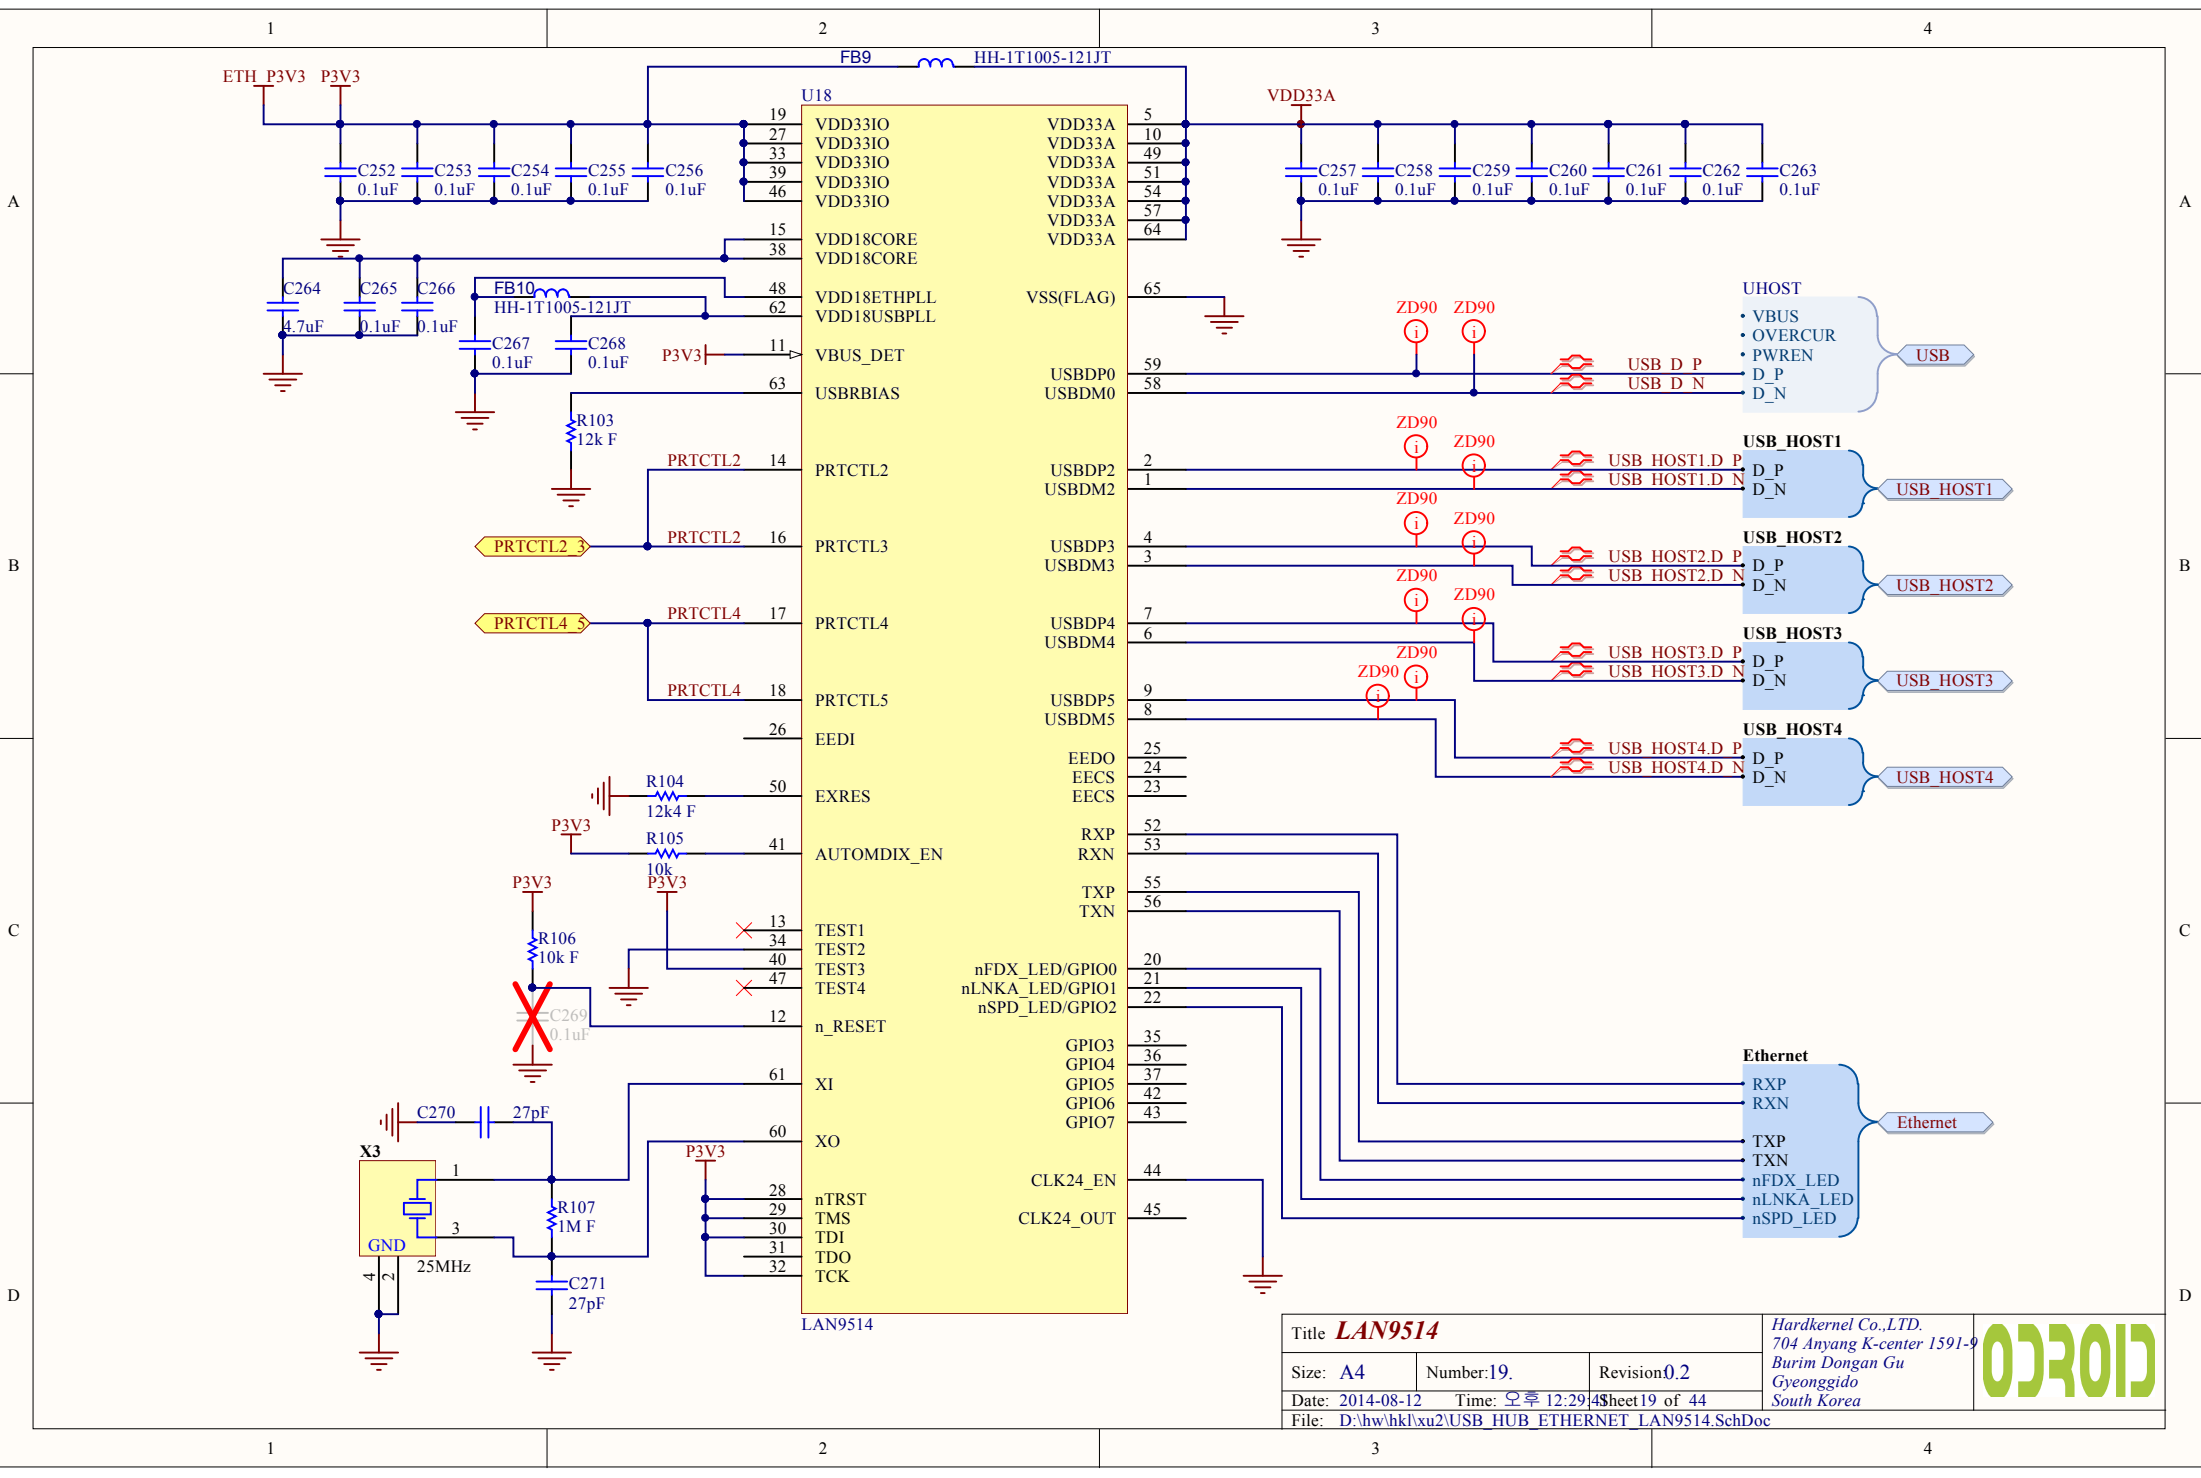 1 2 3 4
A A
B B
C C
D D
1 2 3 4
ETH_P3V3 P3V3
FB9 HH-1T1005-121JT
U18
VDD33A
C252 0.1uF
C253 0.1uF
C254 0.1uF
C255 0.1uF
C256 0.1uF
C257 0.1uF
C258 0.1uF
C259 0.1uF
C260 0.1uF
C261 0.1uF
C262 0.1uF
C263 0.1uF
C264 4.7uF
C265 0.1uF
C266 0.1uF
FB10
HH-1T1005-121JT
C267 0.1uF
C268 0.1uF
P3V3
R103
12k F
PRTCTL2
PRTCTL2_3 PRTCTL2
PRTCTL4_5 PRTCTL4
PRTCTL4
R104
12k4 F
P3V3
R105
10k
P3V3
P3V3
R106
10k F
C269
0.1uF
C270 27pF
X3
1
3
GND
4 2
25MHz
R107
1M F
C271
27pF
P3V3
19 VDD33IO
27 VDD33IO
33 VDD33IO
39 VDD33IO
46 VDD33IO
15 VDD18CORE
38 VDD18CORE
48 VDD18ETHPLL
62 VDD18USBPLL
11 VBUS_DET
63 USBRBIAS
14 PRTCTL2
16 PRTCTL3
17 PRTCTL4
18 PRTCTL5
26 EEDI
50 EXRES
41 AUTOMDIX_EN
13 TEST1
34 TEST2
40 TEST3
47 TEST4
12 n_RESET
61 XI
60 XO
28 nTRST
29 TMS
30 TDI
31 TDO
32 TCK
VDD33A 5
VDD33A 10
VDD33A 49
VDD33A 51
VDD33A 54
VDD33A 57
VDD33A 64
VSS(FLAG) 65
USBDP0 59
USBDM0 58
USBDP2 2
USBDM2 1
USBDP3 4
USBDM3 3
USBDP4 7
USBDM4 6
USBDP5 9
USBDM5 8
EEDO 25
EECS 24
EECS 23
RXP 52
RXN 53
TXP 55
TXN 56
nFDX_LED/GPIO0 20
nLNKA_LED/GPIO1 21
nSPD_LED/GPIO2 22
GPIO3 35
GPIO4 36
GPIO5 37
GPIO6 42
GPIO7 43
CLK24_EN 44
CLK24_OUT 45
LAN9514
ZD90 ZD90
i i
ZD90 ZD90
i i
ZD90 ZD90
i i
ZD90 ZD90
i i
ZD90 ZD90
i i
UHOST
VBUS
OVERCUR
PWREN
USB_D_P D_P
USB_D_N D_N
USB
USB_HOST1
USB_HOST1.D_P D_P
USB_HOST1.D_N D_N
USB_HOST1
USB_HOST2
USB_HOST2.D_P D_P
USB_HOST2.D_N D_N
USB_HOST2
USB_HOST3
USB_HOST3.D_P D_P
USB_HOST3.D_N D_N
USB_HOST3
USB_HOST4
USB_HOST4.D_P D_P
USB_HOST4.D_N D_N
USB_HOST4
Ethernet
RXP
RXN
TXP
TXN
nFDX_LED
nLNKA_LED
nSPD_LED
Ethernet
Title LAN9514
Size: A4 Number:19. Revision:0.2
Date: 2014-08-12 Time: 오후 12:29:43 Sheet19 of 44
File: D:\hw\hkl\xu2\USB_HUB_ETHERNET_LAN9514.SchDoc
Hardkernel Co.,LTD.
704 Anyang K-center 1591-9
Burim Dongan Gu
Gyeonggido
South Korea
ODROID